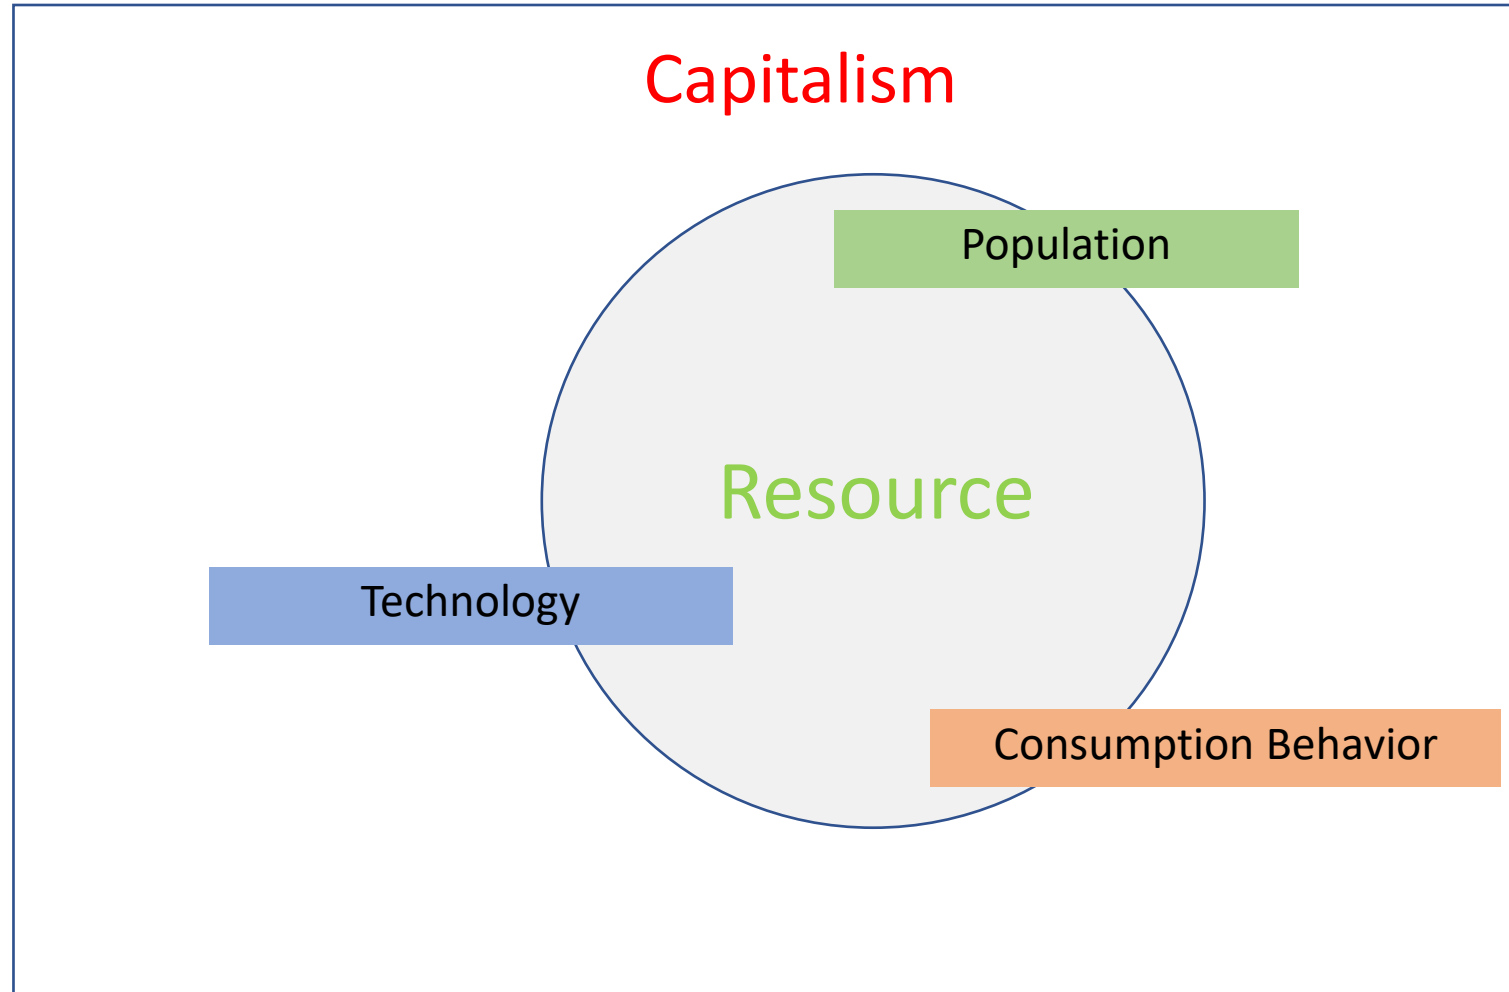 Capitalism
Population
Resource
Technology
Consumption Behavior